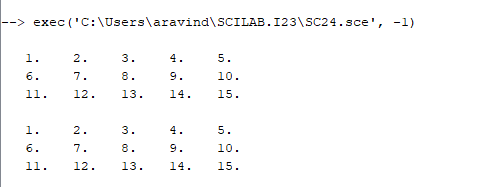 --> exec('C:\Users\aravind\SCILAB.I23\SC24.sce', -1)
1. 2. 3. 4. 5.
6. 7. 8. 9. 10.
11. 12. 13. 14. 15.
1. 2. 3. 4. 5.
6. 7. 8. 9. 10.
11. 12. 13. 14. 15.